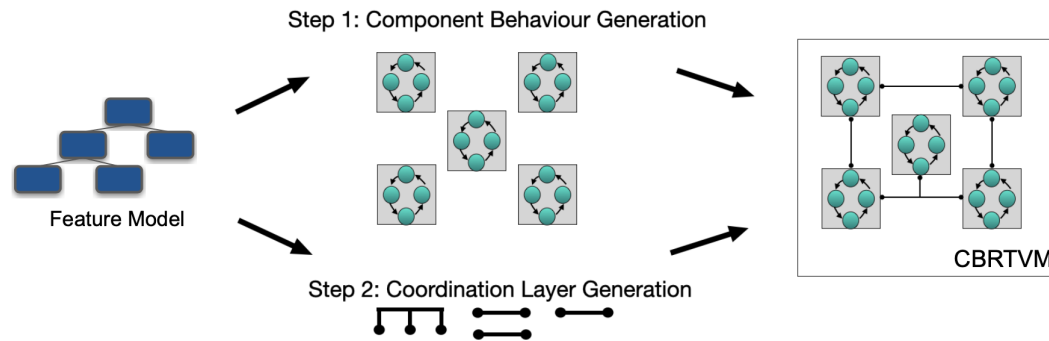 Step 1: Component Behaviour Generation
Feature Model
CBRTVM
Step 2: Coordination Layer Generation